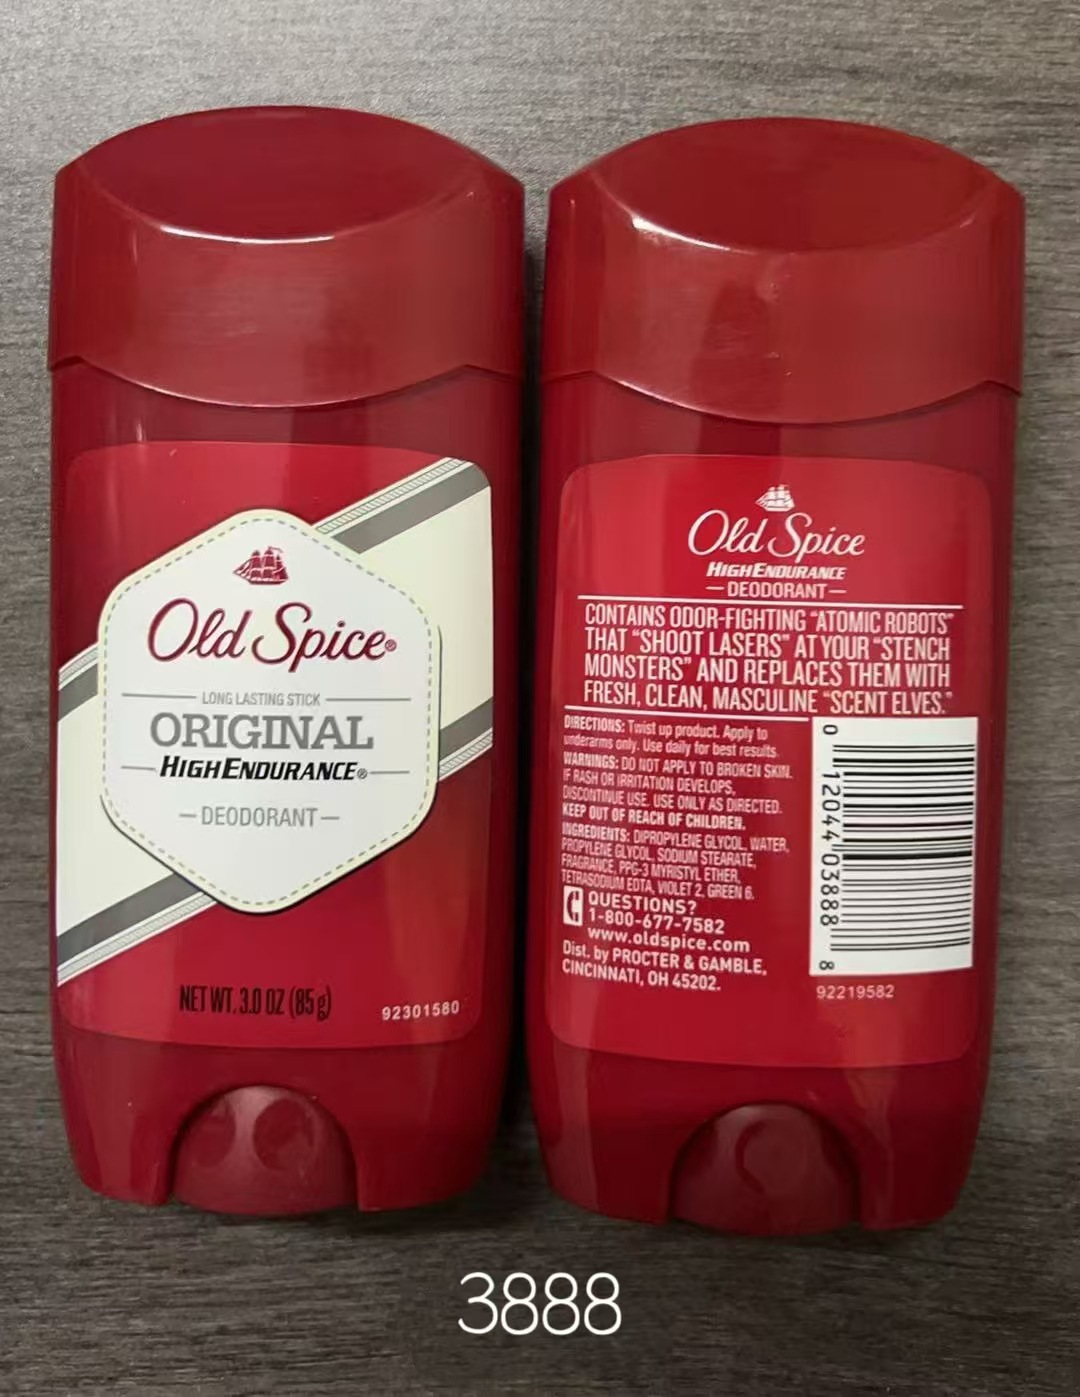 Old Spice®
LONG LASTING STICK
ORIGINAL
HIGH ENDURANCE®
DEODORANT
NET WT. 3.0 OZ (85 g)
92301580
Old Spice
HIGH ENDURANCE
DEODORANT
CONTAINS ODOR-FIGHTING "ATOMIC ROBOTS"
THAT "SHOOT LASERS" AT YOUR "STENCH
MONSTERS" AND REPLACES THEM WITH
FRESH, CLEAN, MASCULINE "SCENT ELVES."
DIRECTIONS: Twist up product. Apply to
underarms only. Use daily for best results.
WARNINGS: DO NOT APPLY TO BROKEN SKIN.
IF RASH OR IRRITATION DEVELOPS,
DISCONTINUE USE. USE ONLY AS DIRECTED.
KEEP OUT OF REACH OF CHILDREN.
INGREDIENTS: DIPROPYLENE GLYCOL, WATER,
PROPYLENE GLYCOL, SODIUM STEARATE,
FRAGRANCE, PPG-3 MYRISTYL ETHER,
TETRASODIUM EDTA, VIOLET 2, GREEN 6.
QUESTIONS?
1-800-677-7582
www.oldspice.com
Dist. by PROCTER & GAMBLE,
CINCINNATI, OH 45202.
0 12044 03888 8
92219582
3888